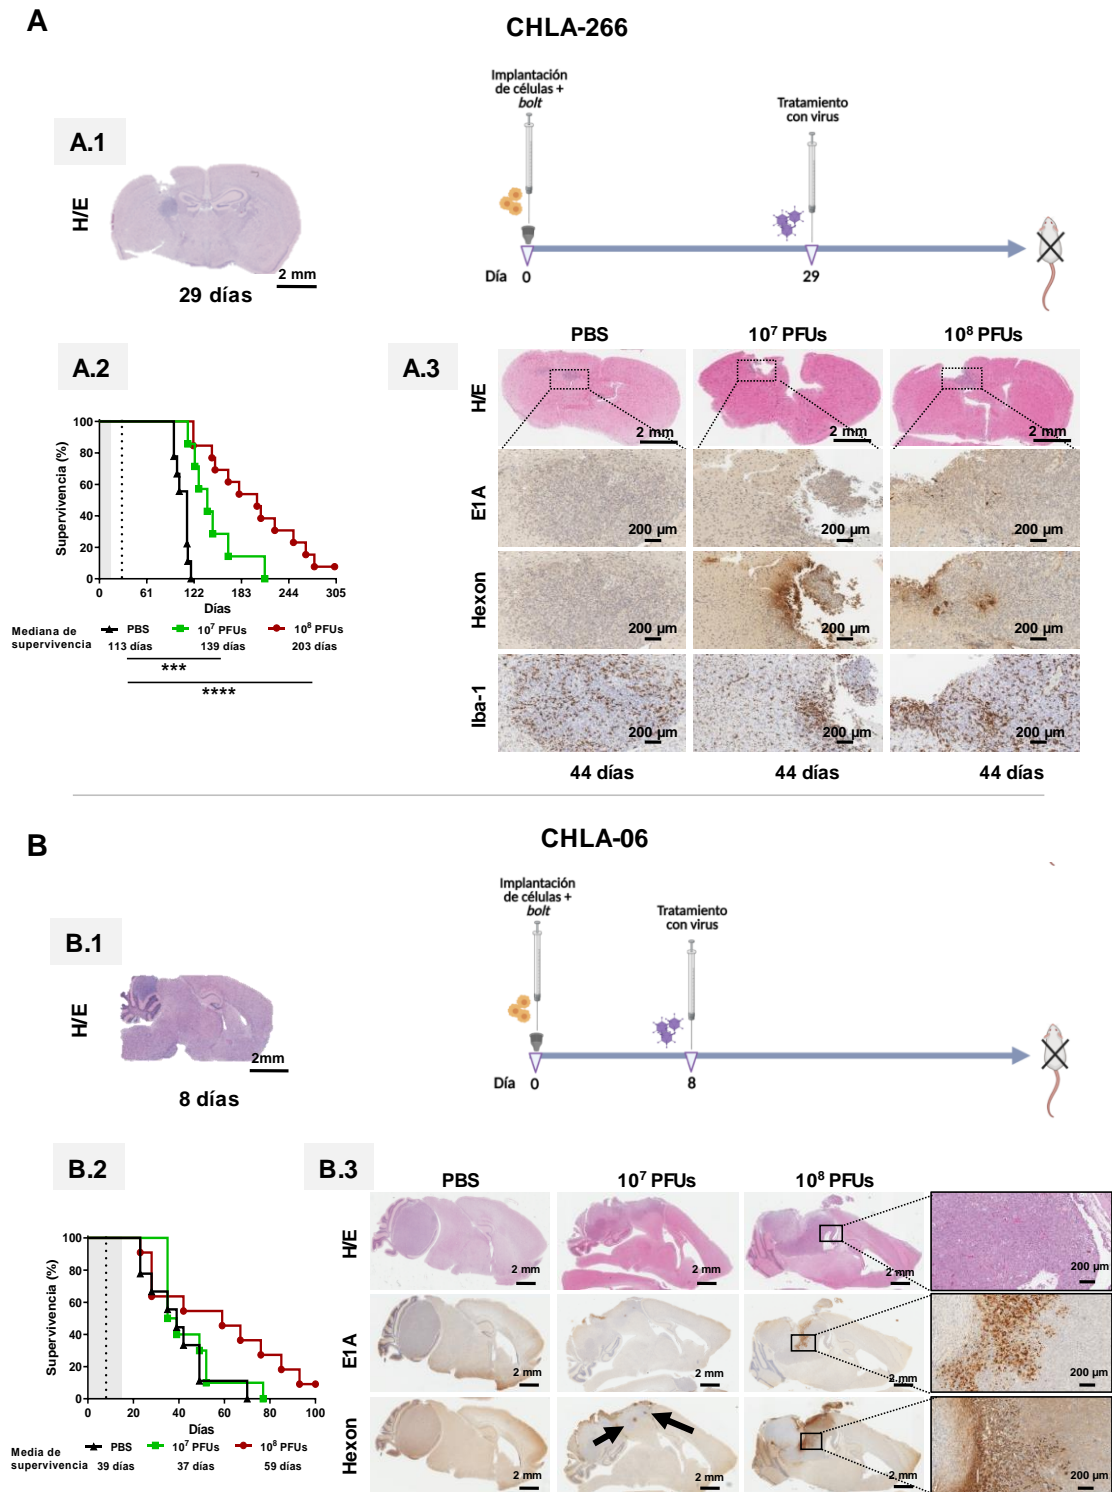 A
CHLA-266
Implantación
de células +
bolt
Tratamiento
con virus
A.1
H/E
2 mm
29 días
Día
0
29
A.2
A.3
PBS
10⁷ PFUs
10⁸ PFUs
H/E
2 mm
2 mm
2 mm
E1A
200 µm
200 µm
200 µm
Hexon
200 µm
200 µm
200 µm
Iba-1
200 µm
200 µm
200 µm
44 días
44 días
44 días
Supervivencia (%)
100
80
60
40
20
0
0 61 122 183 244 305
Días
Mediana de
supervivencia
PBS
10⁷ PFUs
10⁸ PFUs
113 días
139 días
203 días
***
****
B
CHLA-06
Implantación
de células +
bolt
Tratamiento
con virus
B.1
H/E
2mm
8 días
Día
0
8
B.2
B.3
PBS
10⁷ PFUs
10⁸ PFUs
H/E
2 mm
2 mm
2 mm
200 µm
E1A
2 mm
2 mm
2 mm
200 µm
Hexon
2 mm
2 mm
2 mm
200 µm
Supervivencia (%)
100
80
60
40
20
0
0 20 40 60 80 100
Días
Media de
supervivencia
PBS
10⁷ PFUs
10⁸ PFUs
39 días
37 días
59 días